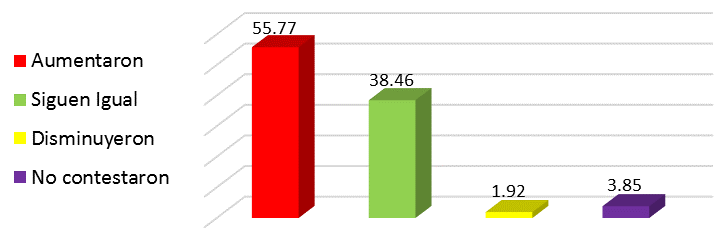 Aumentaron
Siguen Igual
Disminuyeron
No contestaron
55.77
38.46
1.92
3.85